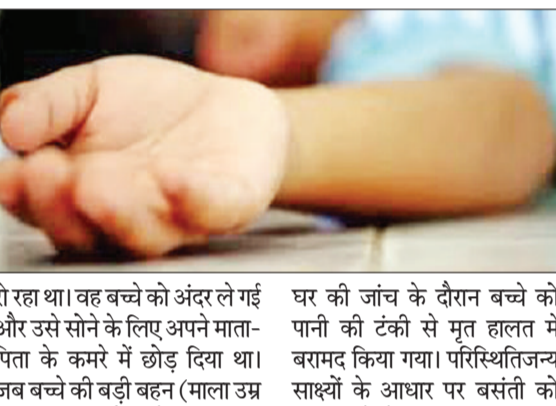 रो रहा था। वह बच्चे को अंदर ले गई
और उसे सोने के लिए अपने माता-
पिता के कमरे में छोड़ दिया था।
जब बच्चे की बड़ी बहन (माला उम्र
घर की जांच के दौरान बच्चे को
पानी की टंकी से मृत हालत में
बरामद किया गया। परिस्थितिजन्य
साक्ष्यों के आधार पर बसंती को